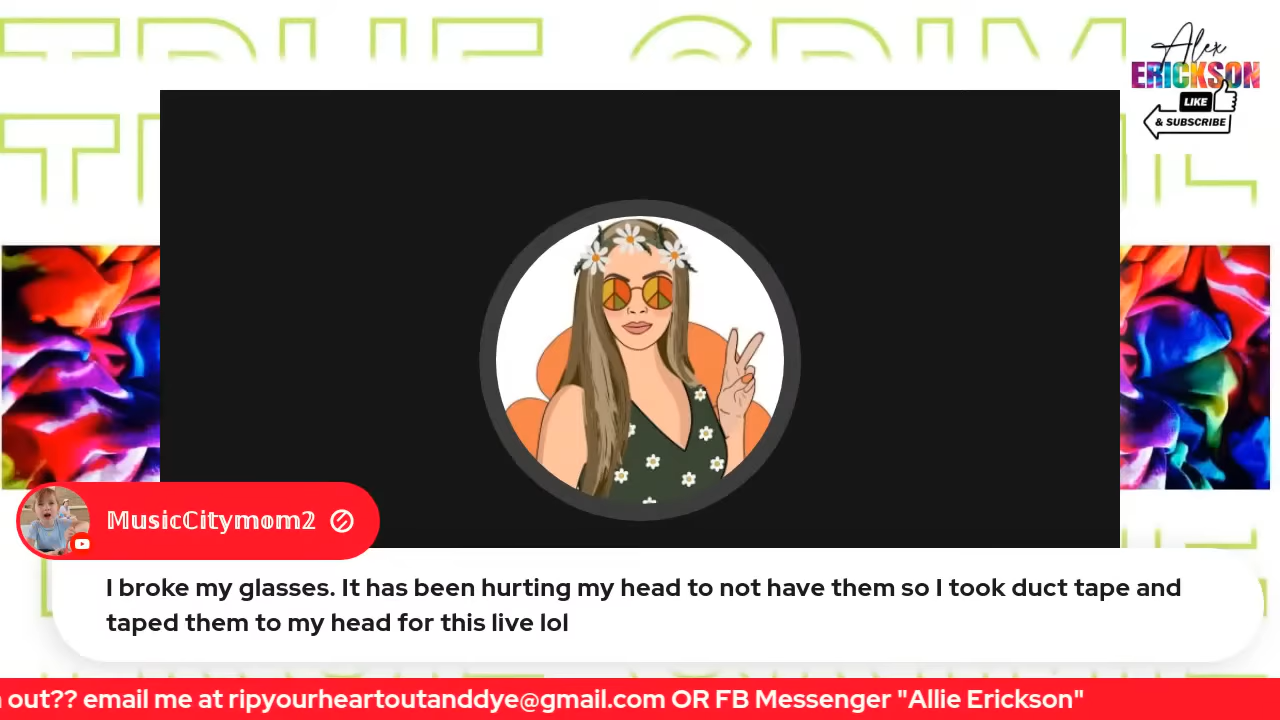 TRUE CRIME
Alex
ERICKSON
LIKE
& SUBSCRIBE
𝕄usicℂitymom𝟚
I broke my glasses. It has been hurting my head to not have them so I took duct tape and
taped them to my head for this live lol
out?? email me at ripyourheartoutanddye@gmail.com OR FB Messenger "Allie Erickson"